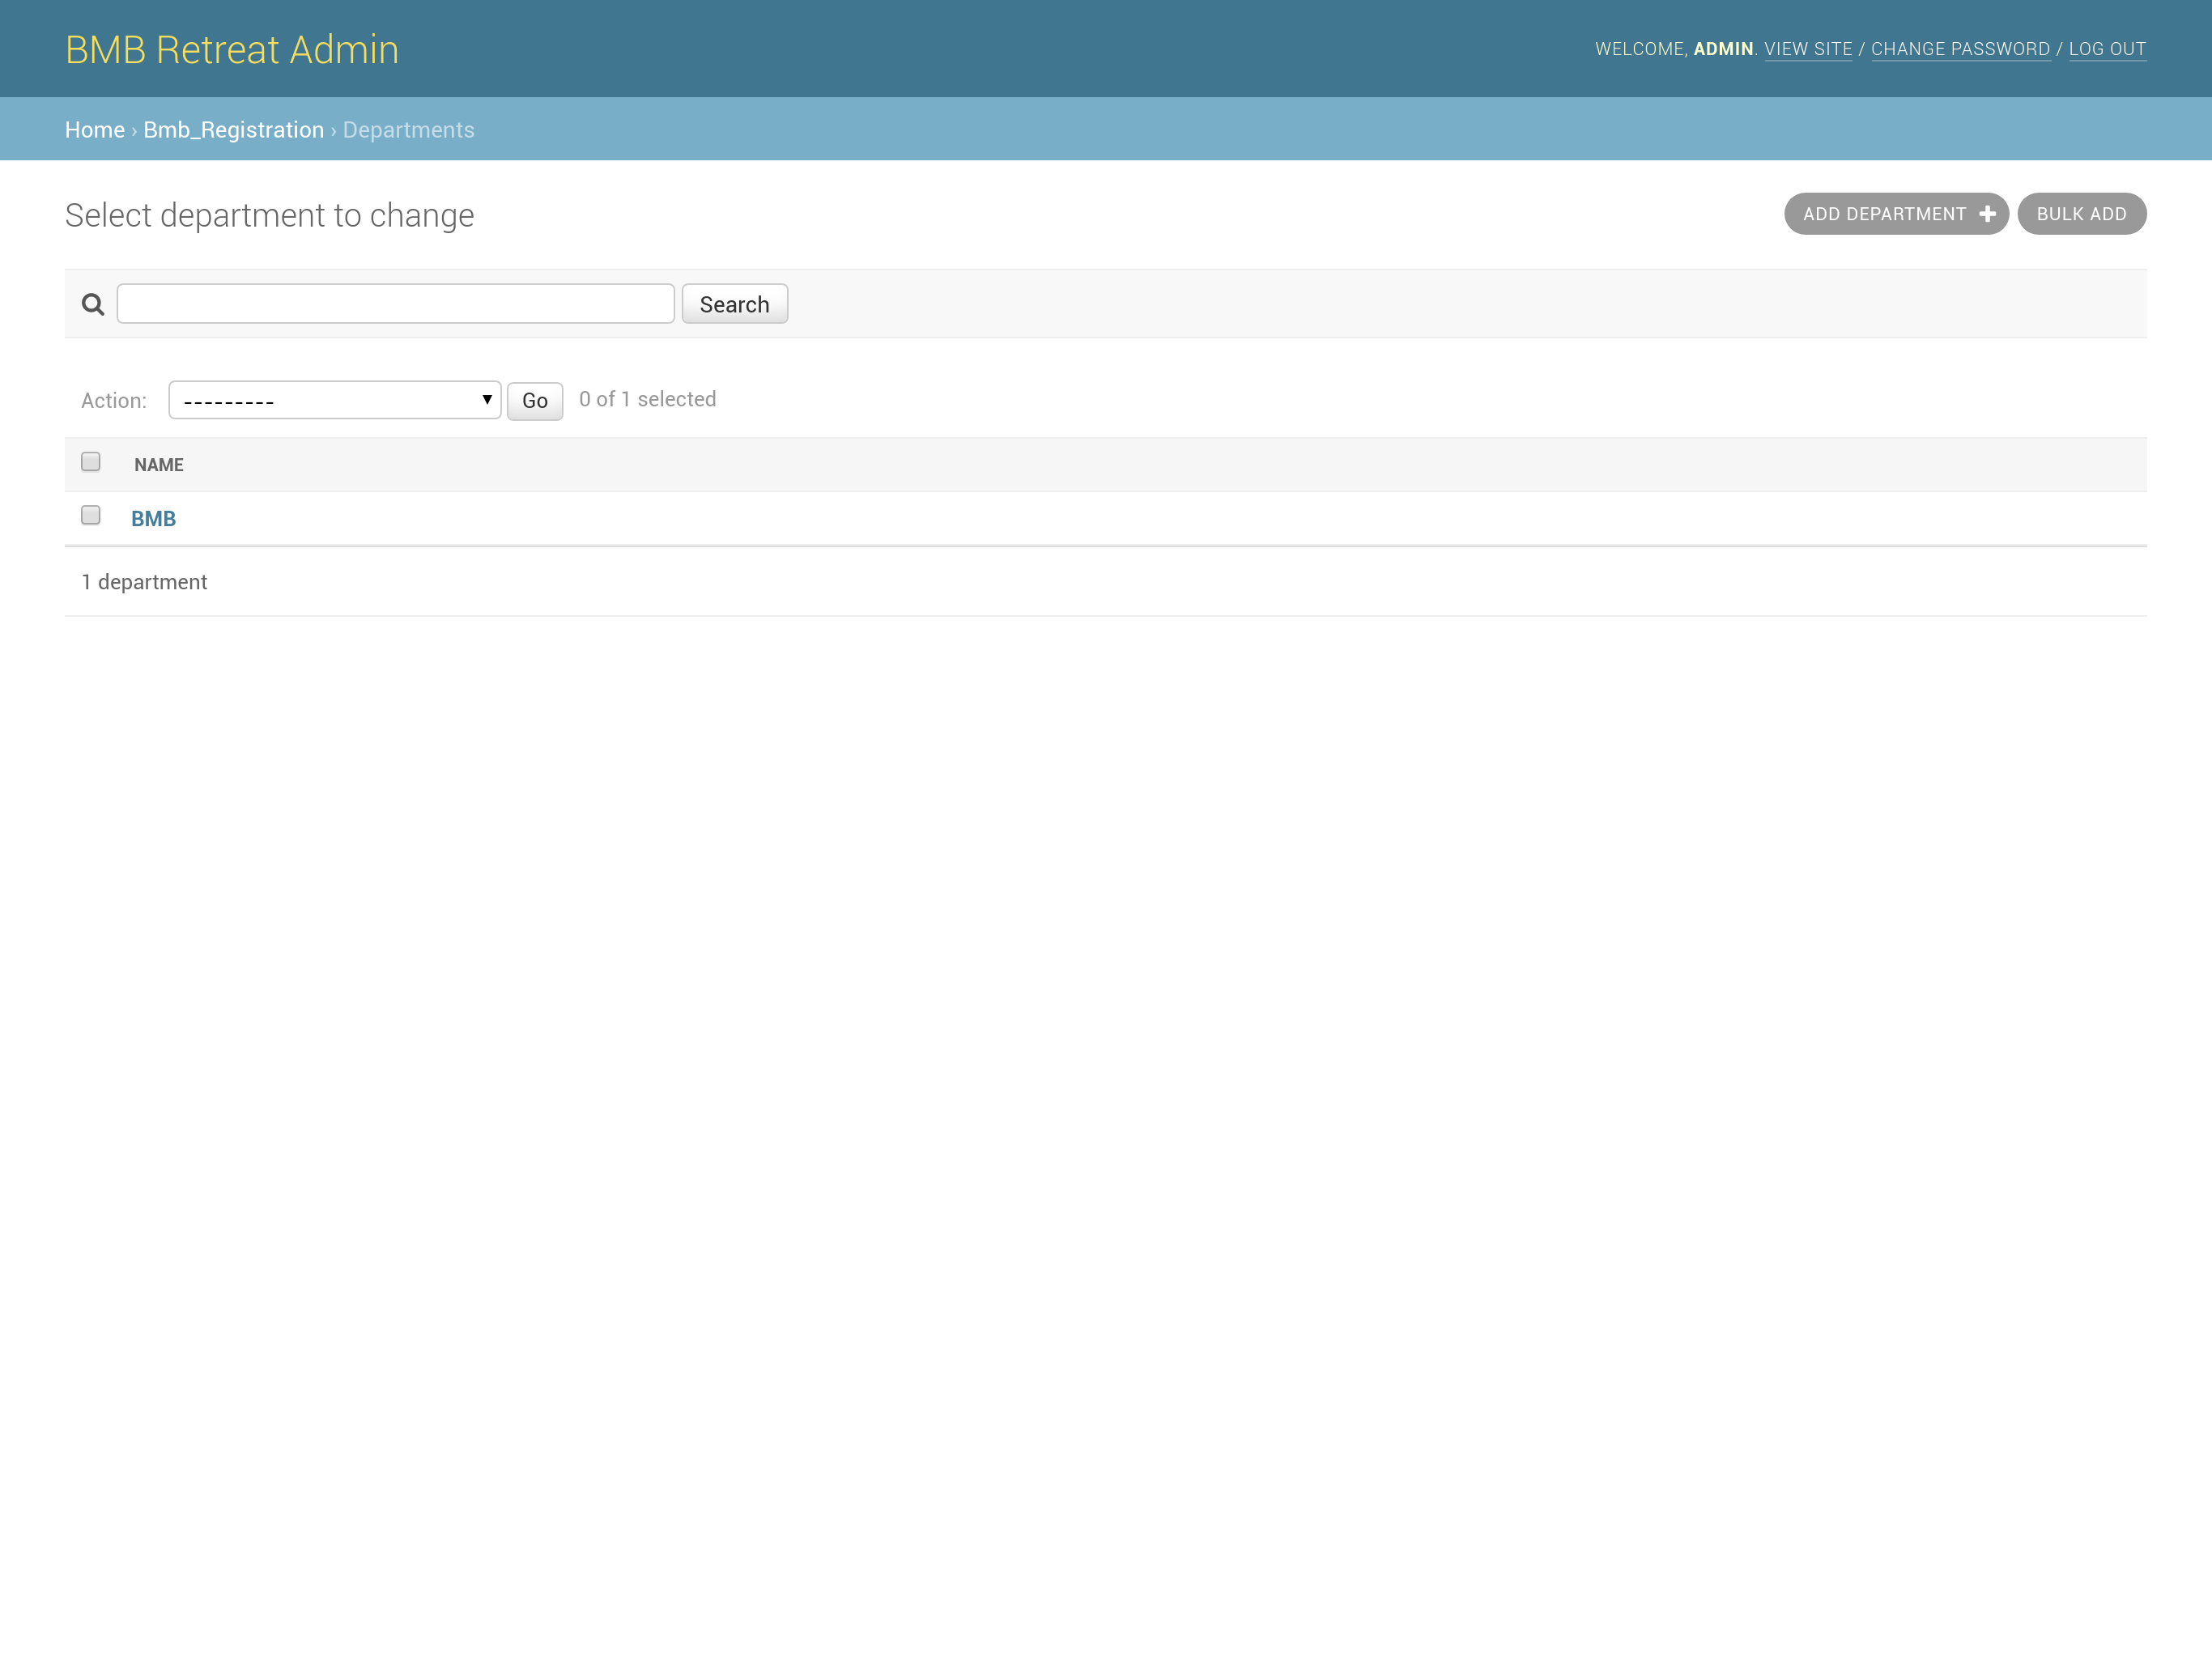 BMB Retreat Admin
WELCOME, ADMIN. VIEW SITE / CHANGE PASSWORD / LOG OUT
Home › Bmb_Registration › Departments
Select department to change
ADD DEPARTMENT
BULK ADD
Search
Action: --------- Go 0 of 1 selected
NAME
BMB
1 department